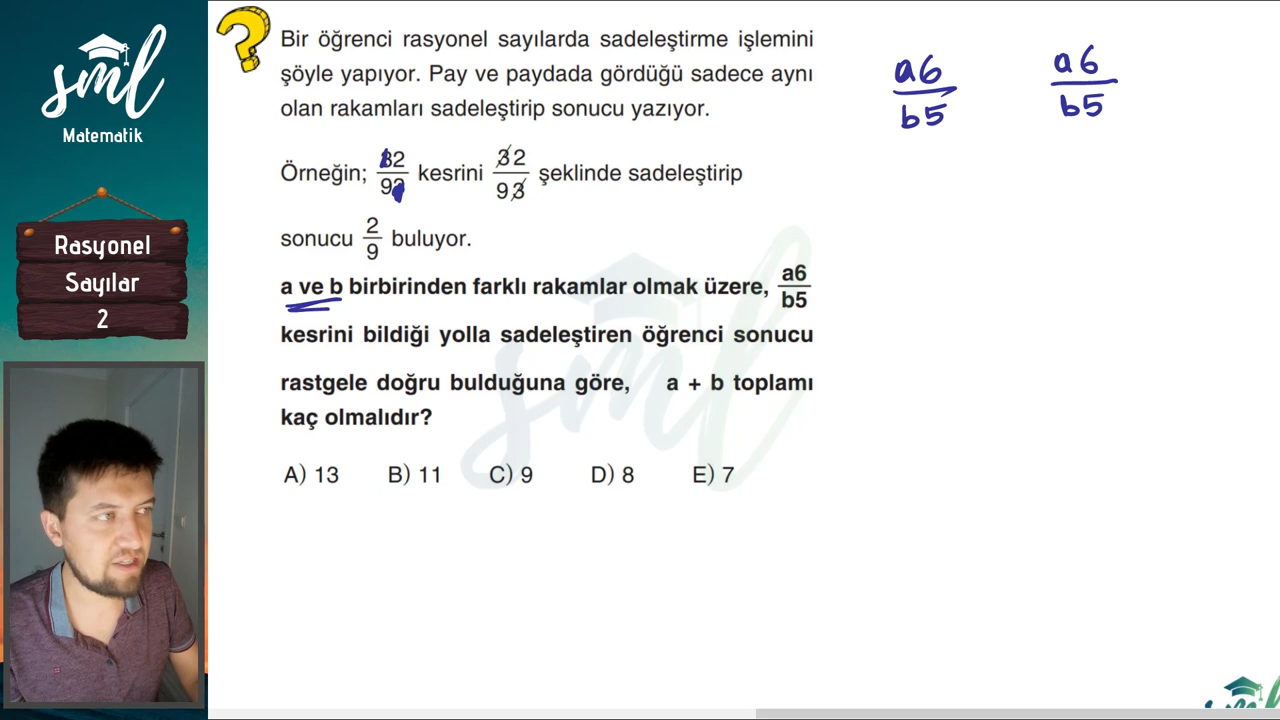 sml
Matematik
Rasyonel
Sayılar
2
?
Bir öğrenci rasyonel sayılarda sadeleştirme işlemini
şöyle yapıyor. Pay ve paydada gördüğü sadece aynı
olan rakamları sadeleştirip sonucu yazıyor.
Örneğin; 32/93 kesrini 32/93 şeklinde sadeleştirip
sonucu 2/9 buluyor.
a ve b birbirinden farklı rakamlar olmak üzere, a6/b5
kesrini bildiği yolla sadeleştiren öğrenci sonucu
rastgele doğru bulduğuna göre, a + b toplamı
kaç olmalıdır?
A) 13 B) 11 C) 9 D) 8 E) 7
a6/b5 a6/b5
sml